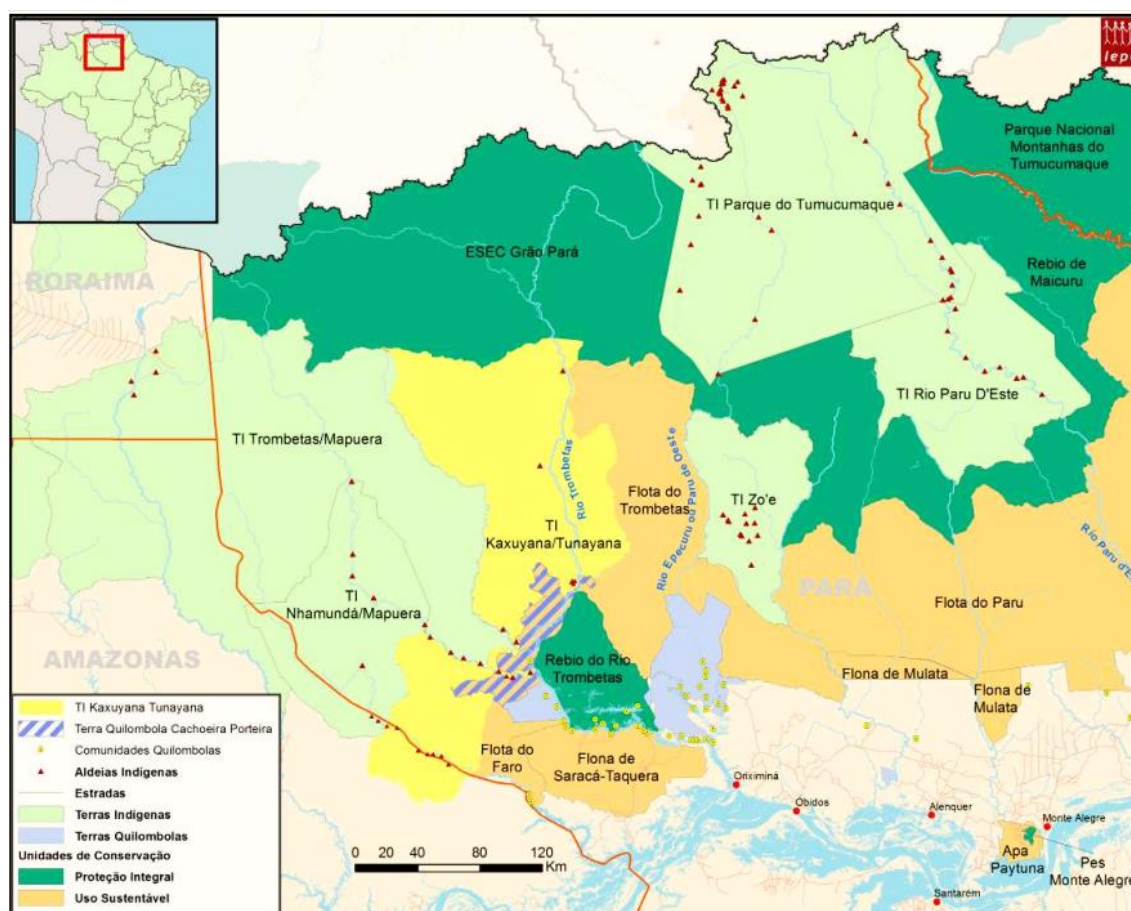 Iepé
Parque Nacional
Montanhas do
Tumucumaque
TI Parque do Tumucumaque
ESEC Grão Pará
Rebio de
Maicuru
RORAIMA
TI Rio Paru D'Este
TI Trombetas/Mapuera
Rio Trombetas
Flota do
Trombetas
Rio Epecuru ou Paru de Oeste
TI Zo'e
TI
Kaxuyana/Tunayana
Rio Paru d'E
PARÁ
TI
Nhamundá/Mapuera
Flota do Paru
AMAZONAS
Rebio do Rio
Trombetas
Flona de Mulata
Flona de
Mulata
Flota do
Faro
Flona de
Saracá-Taquera
Oriximiná
Óbidos
Alenquer
Monte Alegre
Apa
Paytuna
Pes
Monte Alegre
Santarém
TI Kaxuyana Tunayana
Terra Quilombola Cachoeira Porteira
Comunidades Quilombolas
Aldeias Indígenas
Estradas
Terras Indígenas
Terras Quilombolas
Unidades de Conservação
Proteção Integral
Uso Sustentável
0 20 40 80 120
Km